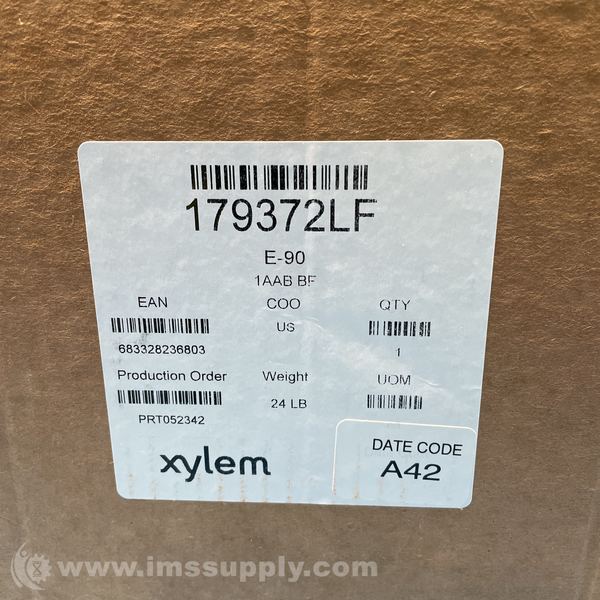 179372LF
E-90
1AAB BF
EAN COO QTY
US
683328236803 1
Production Order Weight UOM
24 LB
PRT052342
DATE CODE
A42
xylem
www.imssupply.com